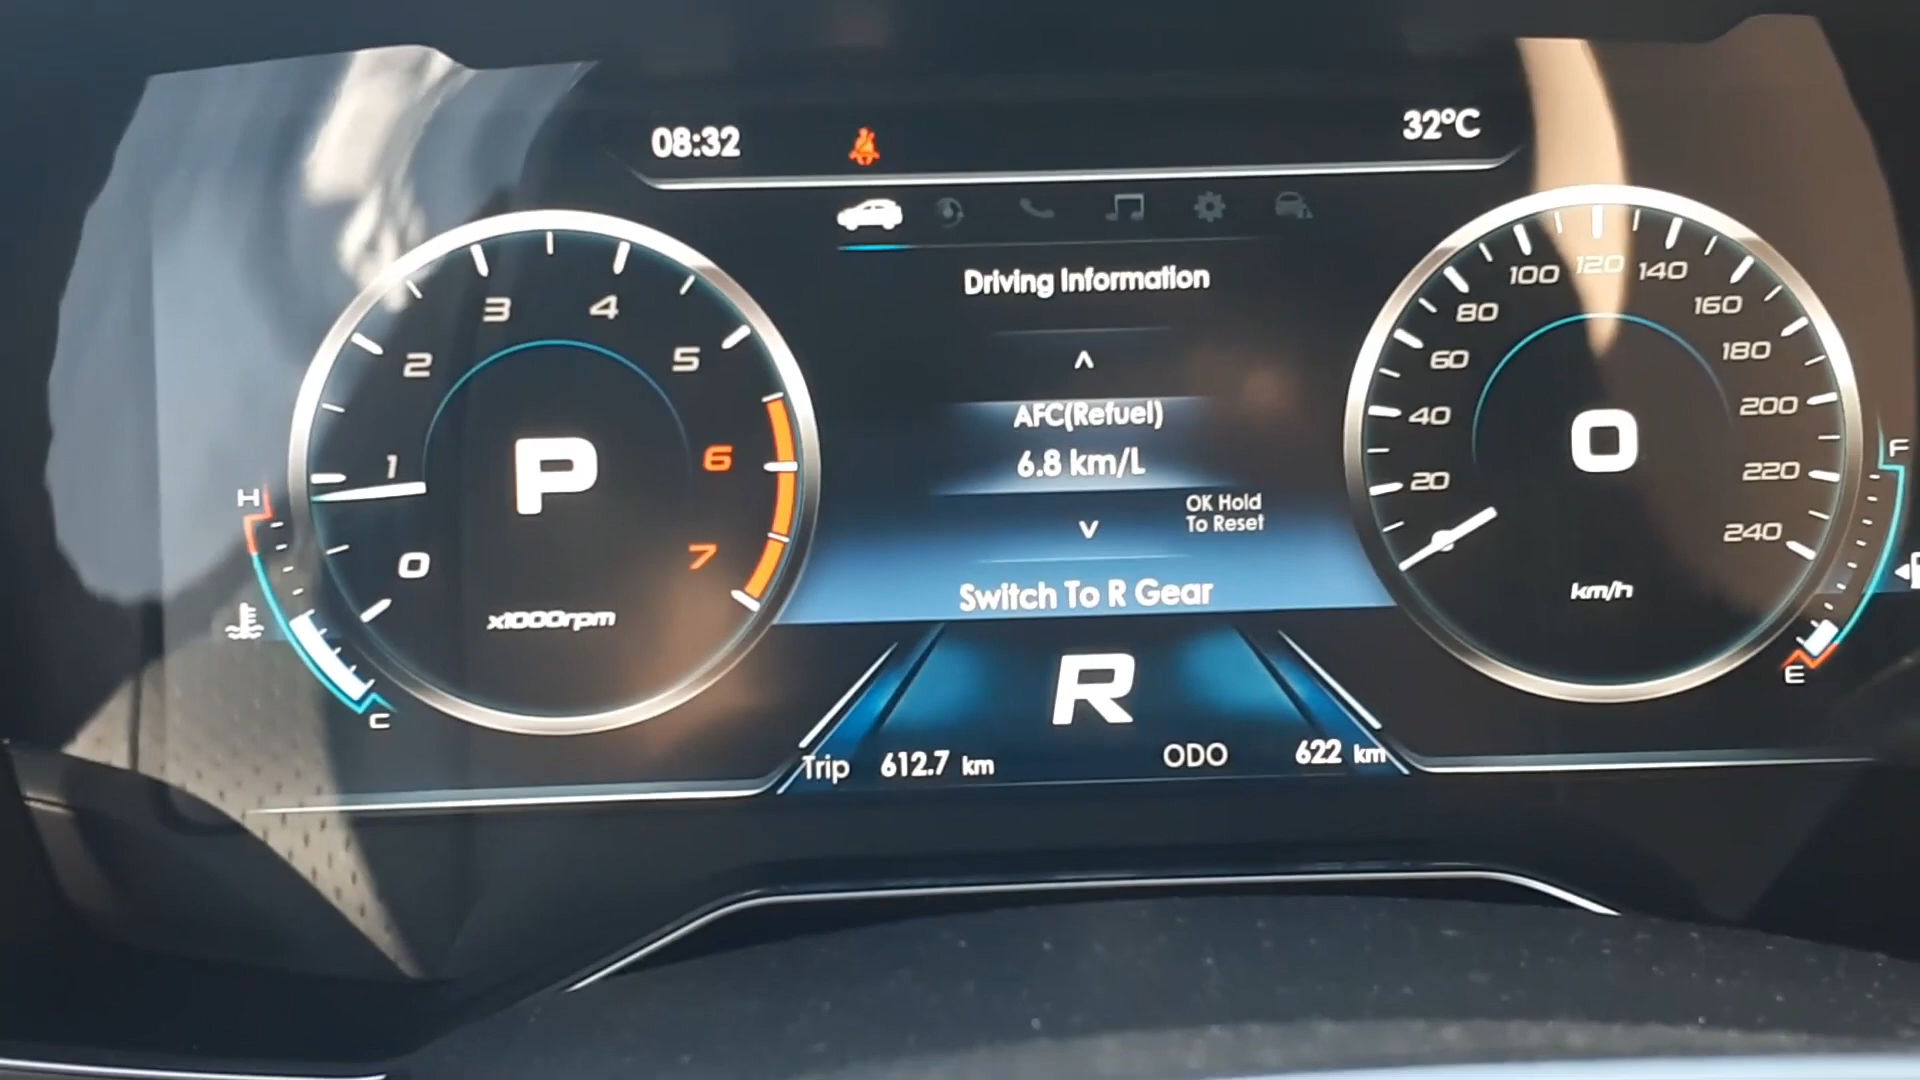 08:32
32°C
Driving Information
AFC(Refuel)
6.8 km/L
OK Hold
To Reset
Switch To R Gear
R
Trip 612.7 km ODO 622 km
0 1 2 3 4 5 6 7
P
x1000rpm
H
C
20 40 60 80 100 120 140 160 180 200 220 240
0
km/h
F
E